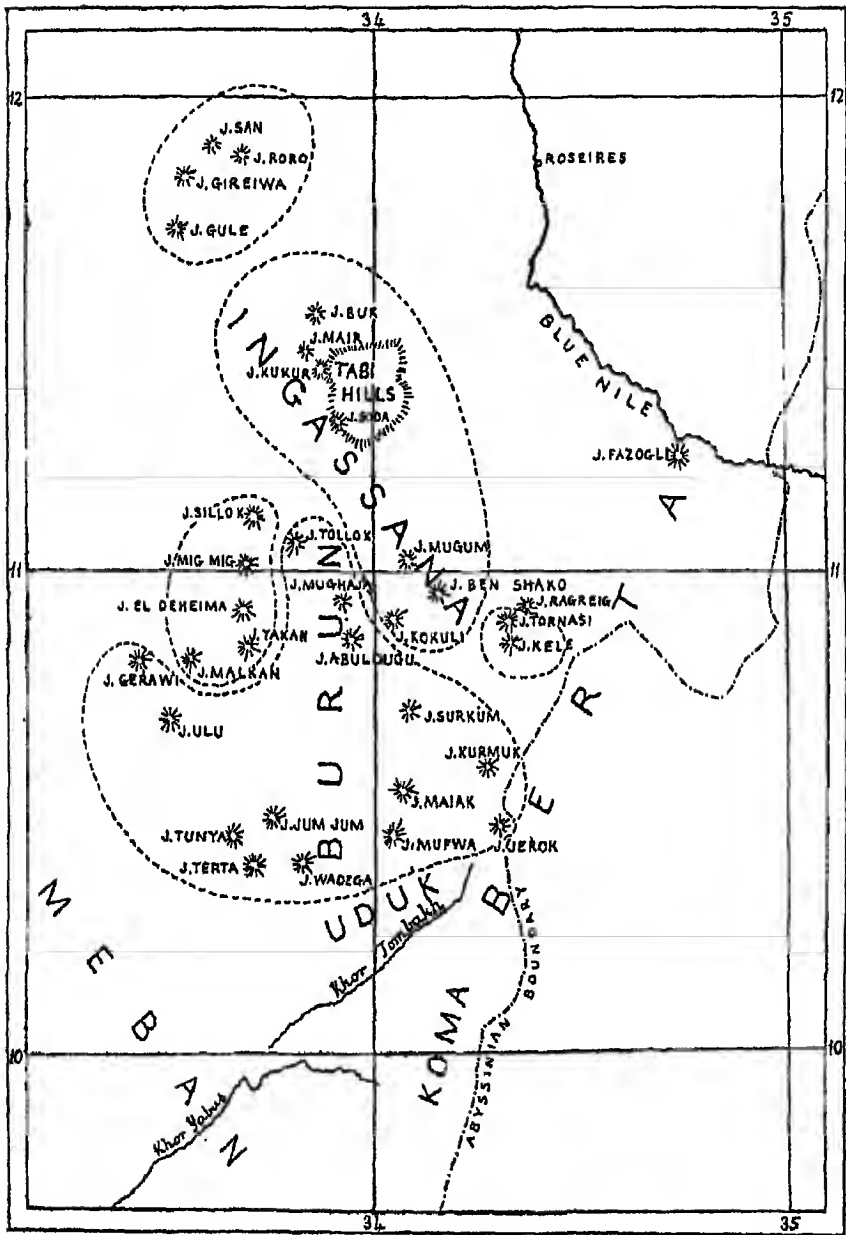 34 35
12 12
J. SAN
J. RORO
J. GIREIWA
J. GULE
ROSEIRES
INGASSANA
J. BUK
J. MAIR
J. KUKUR
TABI
HILLS
J. SODA
BLUE NILE
J. FAZOGLI
J. SILLOK
J. TOLLOK
J. MUGUM
J. MIG MIG
11 11
J. MUGHAJA
J. BEN SHAKO
J. RAGREIG
J. EL DEHEIMA
J. KOKULI
J. TORNASI
J. TAKAN
J. ABULDUGU
J. KELE
J. GERAWI
J. MALKAN
J. ULU
J. SURKUM
J. KURMUK
BURUN
BERTA
J. MAIAK
J. JUM JUM
J. TUNYA
J. MUFWA
J. JEROK
J. TERTA
J. WADEGA
UDUK
Khor Tombakh
MEBAN
KOMA
ABYSSINIAN BOUNDARY
10 10
Khor Yabus
34 35